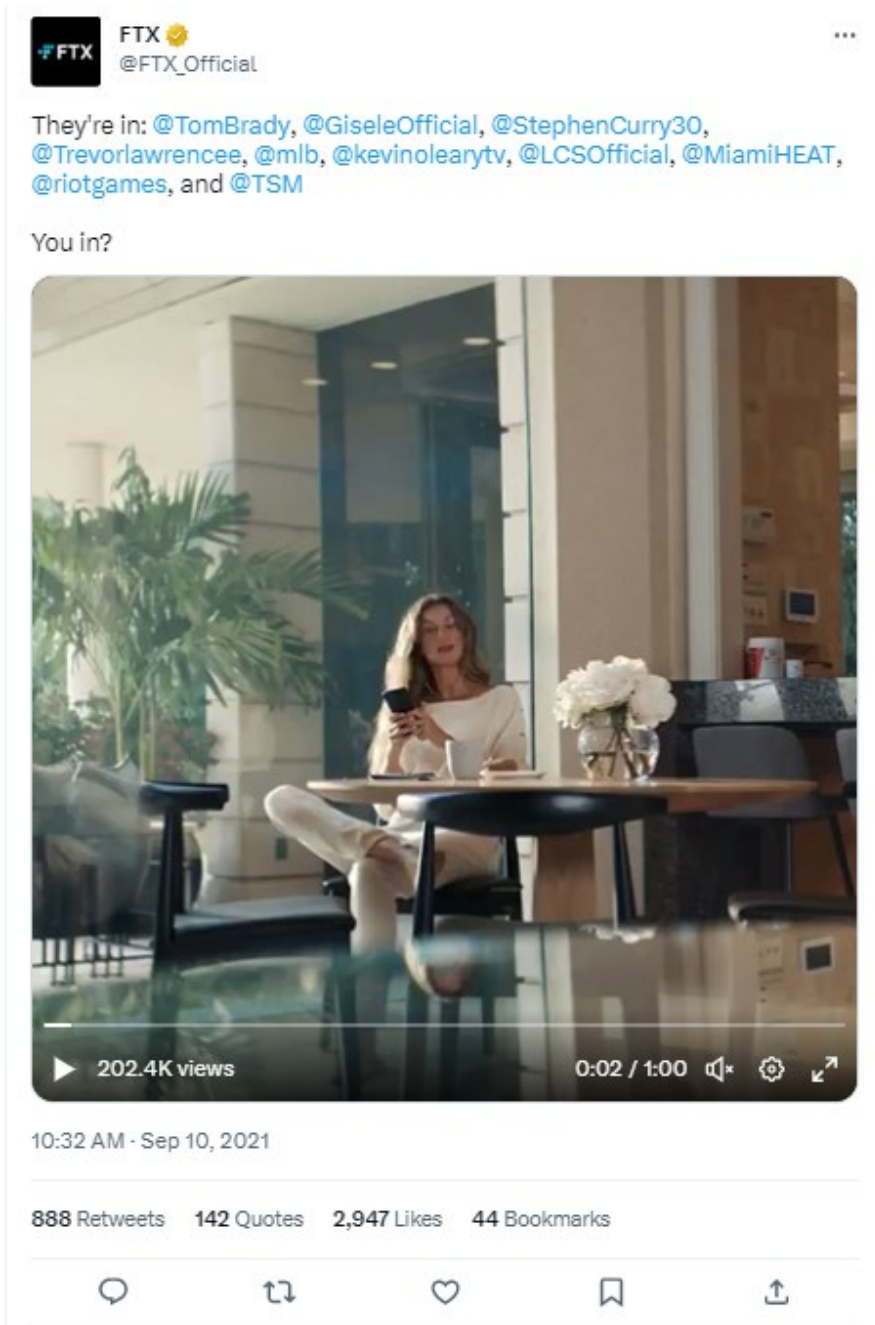 FTX
FTX
@FTX_Official
They're in: @TomBrady, @GiseleOfficial, @StephenCurry30,
@Trevorlawrencee, @mlb, @kevinolearytv, @LCSOfficial, @MiamiHEAT,
@riotgames, and @TSM
You in?
202.4K views 0:02 / 1:00
10:32 AM · Sep 10, 2021
888 Retweets 142 Quotes 2,947 Likes 44 Bookmarks